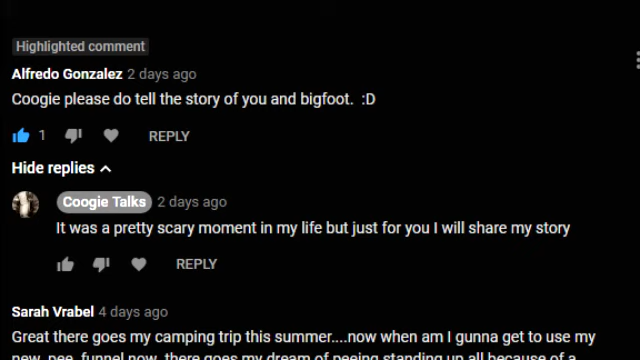 Highlighted comment
Alfredo Gonzalez 2 days ago
Coogie please do tell the story of you and bigfoot. :D
1 REPLY
Hide replies
Coogie Talks 2 days ago
It was a pretty scary moment in my life but just for you I will share my story
REPLY
Sarah Vrabel 4 days ago
Great there goes my camping trip this summer....now when am I gunna get to use my
new pee funnel now, there goes my dream of peeing standing up all because of a